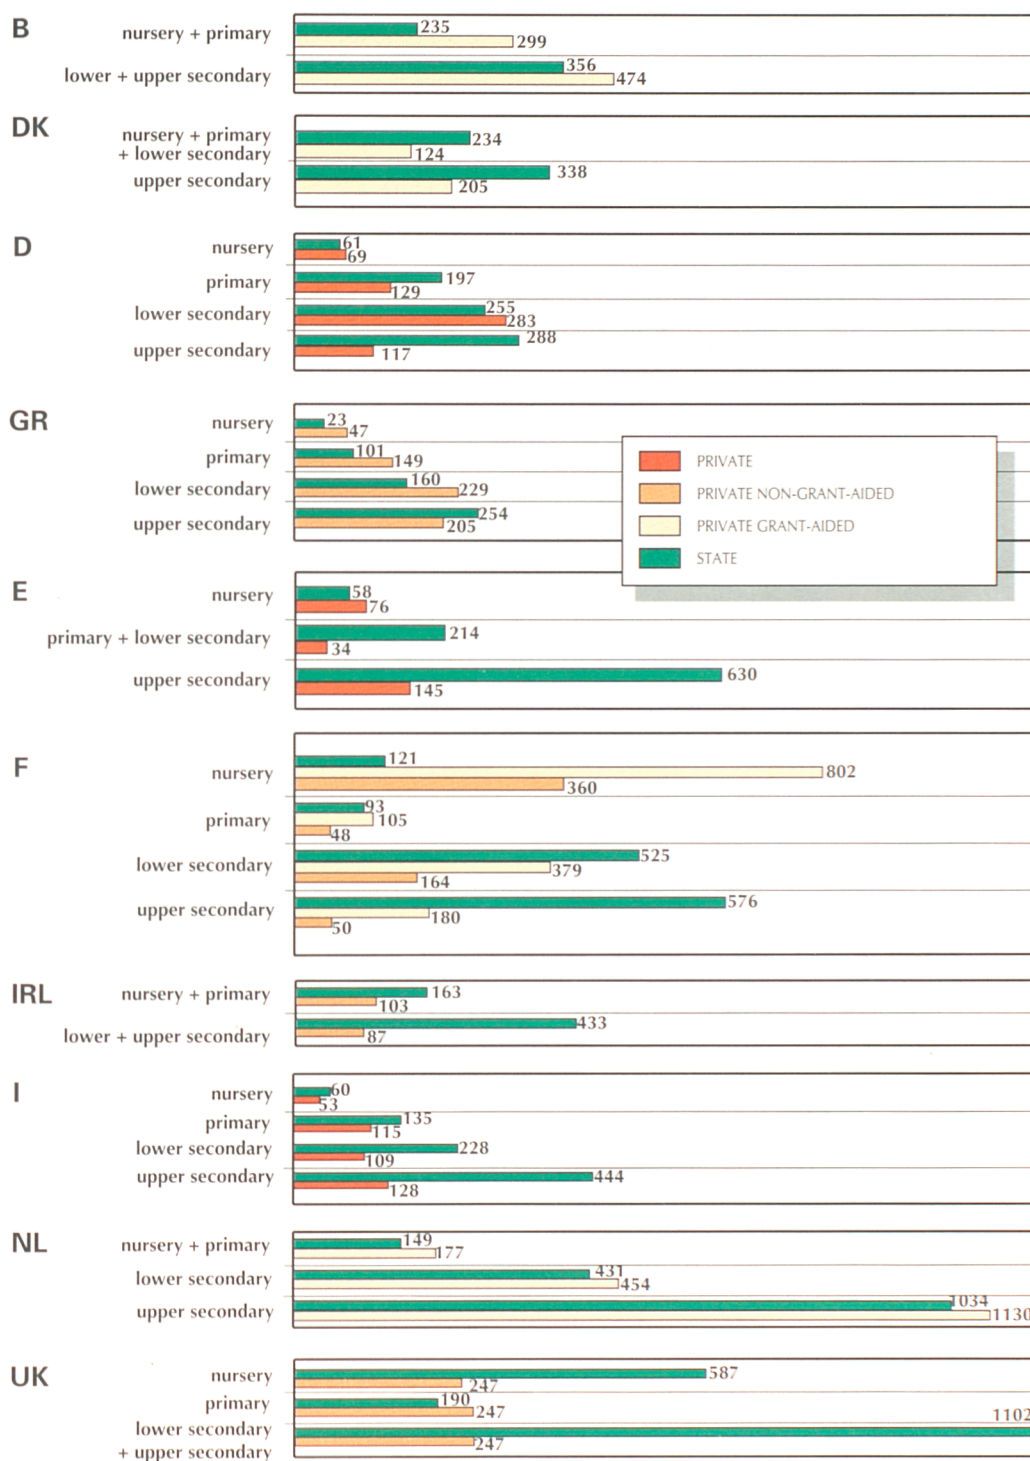 B
nursery + primary
235
299
lower + upper secondary
356
474
DK
nursery + primary
+ lower secondary
234
124
upper secondary
338
205
D
nursery
61
69
primary
197
129
lower secondary
255
283
upper secondary
288
117
GR
nursery
23
47
primary
101
149
lower secondary
160
229
upper secondary
254
205
PRIVATE
PRIVATE NON-GRANT-AIDED
PRIVATE GRANT-AIDED
STATE
E
nursery
58
76
primary + lower secondary
214
34
upper secondary
630
145
F
nursery
121
802
360
primary
93
105
48
lower secondary
525
379
164
upper secondary
576
180
50
IRL
nursery + primary
163
103
lower + upper secondary
433
87
I
nursery
60
53
primary
135
115
lower secondary
228
109
upper secondary
444
128
NL
nursery + primary
149
177
lower secondary
431
454
upper secondary
1034
1130
UK
nursery
587
247
primary
190
247
lower secondary
+ upper secondary
1102
247